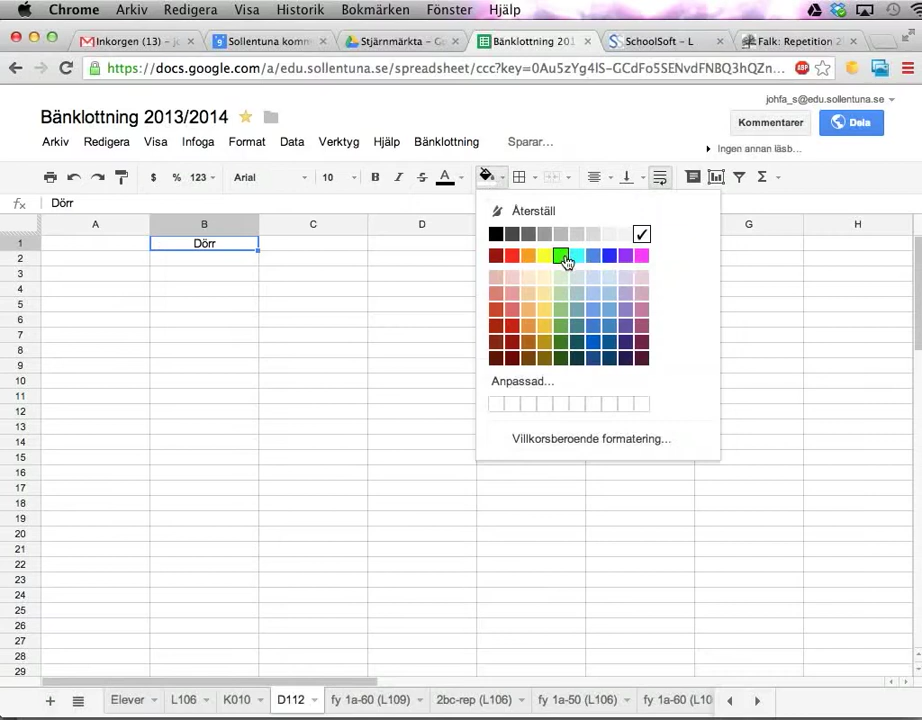 Chrome Arkiv Redigera Visa Historik Bokmärken Fönster Hjälp
Inkorgen (13) - j Sollentuna komm Stjärnmärkta – Go Bänklottning 201 SchoolSoft – L Falk: Repetition 2
https://docs.google.com/a/edu.sollentuna.se/spreadsheet/ccc?key=0Au5zYg4lS-GCdFo5SENvdFNBQ3hQZn...
johfa_s@edu.sollentuna.se
Bänklottning 2013/2014
Kommentarer Dela
Arkiv Redigera Visa Infoga Format Data Verktyg Hjälp Bänklottning Sparar...
Ingen annan läsb...
$ % 123 Arial 10 B I S A Σ
fx Dörr
A B C D G H
1 Dörr
2
3
4
5
6
7
8
9
10
11
12
13
14
15
16
17
18
19
20
21
22
23
24
25
26
27
28
29
Återställ
Anpassad...
Villkorsberoende formatering...
Elever L106 K010 D112 fy 1a-60 (L109) 2bc-rep (L106) fy 1a-50 (L106) fy 1a-60 (L10